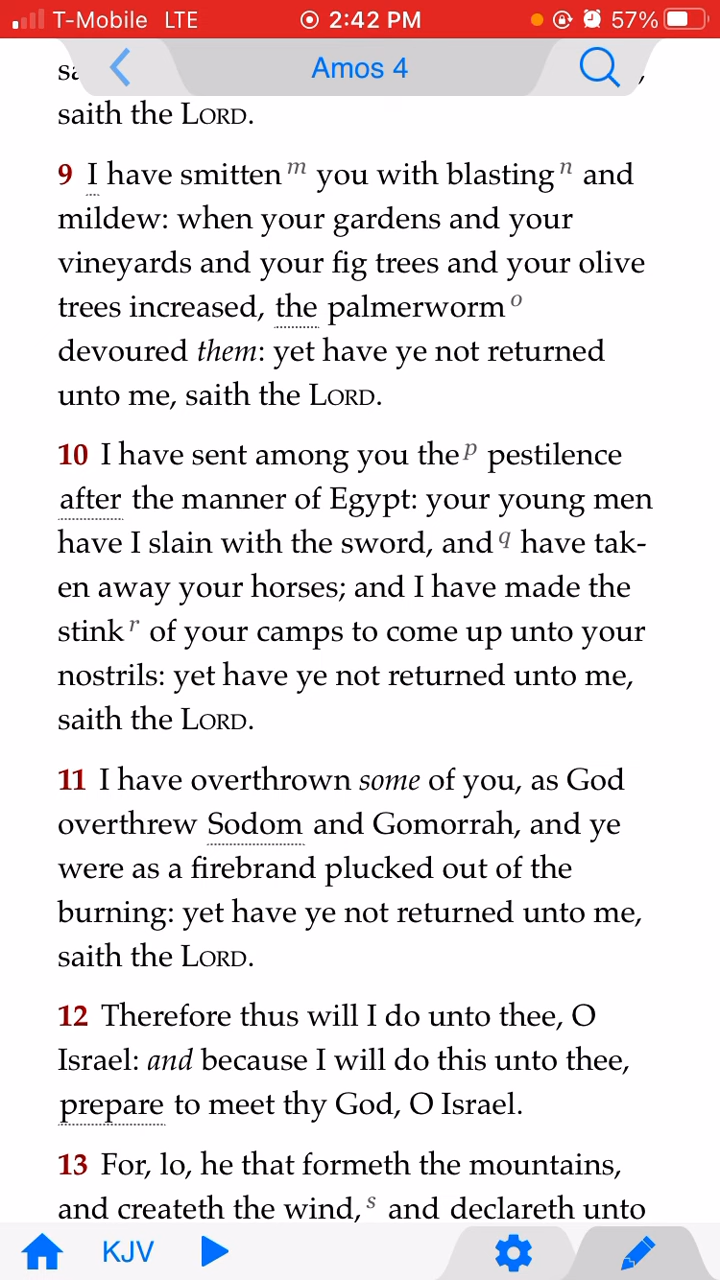 T-Mobile LTE 2:42 PM 57%
Amos 4
saith the LORD.
9 I have smitten m you with blasting n and
mildew: when your gardens and your
vineyards and your fig trees and your olive
trees increased, the palmerworm o
devoured them: yet have ye not returned
unto me, saith the LORD.
10 I have sent among you the p pestilence
after the manner of Egypt: your young men
have I slain with the sword, and q have tak-
en away your horses; and I have made the
stink r of your camps to come up unto your
nostrils: yet have ye not returned unto me,
saith the LORD.
11 I have overthrown some of you, as God
overthrew Sodom and Gomorrah, and ye
were as a firebrand plucked out of the
burning: yet have ye not returned unto me,
saith the LORD.
12 Therefore thus will I do unto thee, O
Israel: and because I will do this unto thee,
prepare to meet thy God, O Israel.
13 For, lo, he that formeth the mountains,
and createth the wind, s and declareth unto
KJV